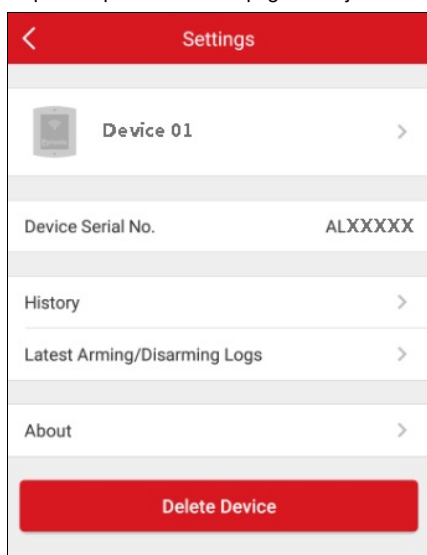 Settings
Device 01
Device Serial No. ALXXXXX
History
Latest Arming/Disarming Logs
About
Delete Device